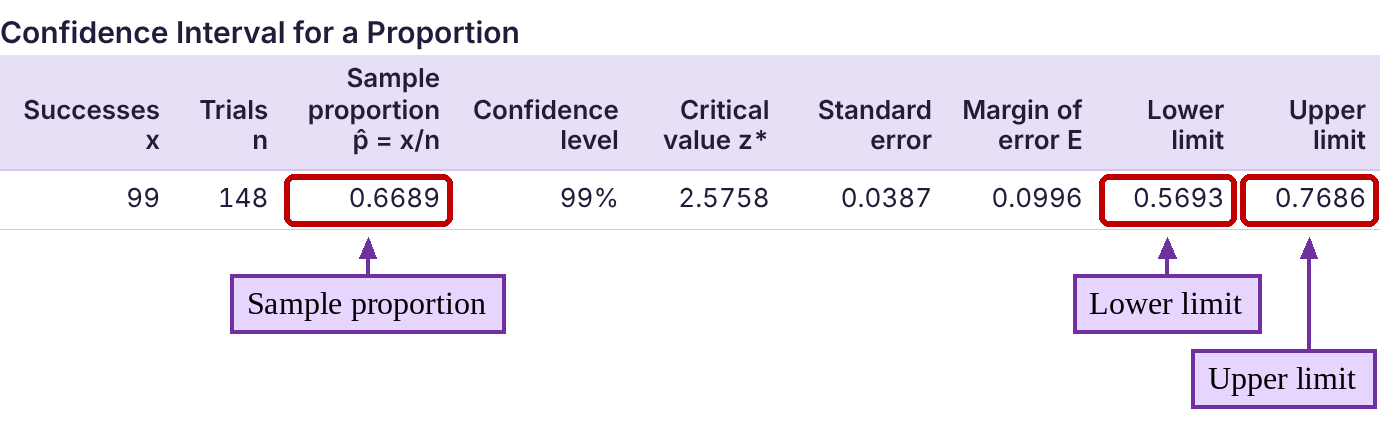 Confidence Interval for a Proportion
Sample
Successes Trials proportion Confidence Critical Standard Margin of Lower Upper
x n p̂ = x/n level value z* error error E limit limit
99 148 0.6689 99% 2.5758 0.0387 0.0996 0.5693 0.7686
Sample proportion
Lower limit
Upper limit